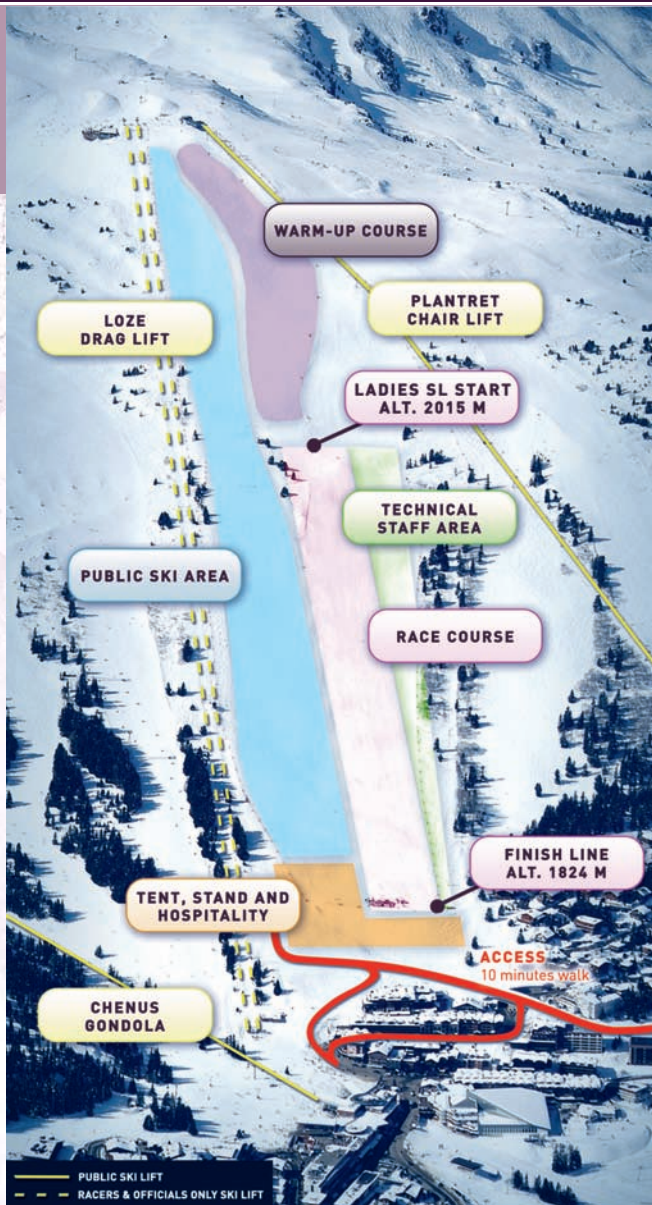 WARM-UP COURSE
LOZE
DRAG LIFT
PLANTRET
CHAIR LIFT
LADIES SL START
ALT. 2015 M
TECHNICAL
STAFF AREA
PUBLIC SKI AREA
RACE COURSE
FINISH LINE
ALT. 1824 M
TENT, STAND AND
HOSPITALITY
ACCESS
10 minutes walk
CHENUS
GONDOLA
PUBLIC SKI LIFT
RACERS & OFFICIALS ONLY SKI LIFT